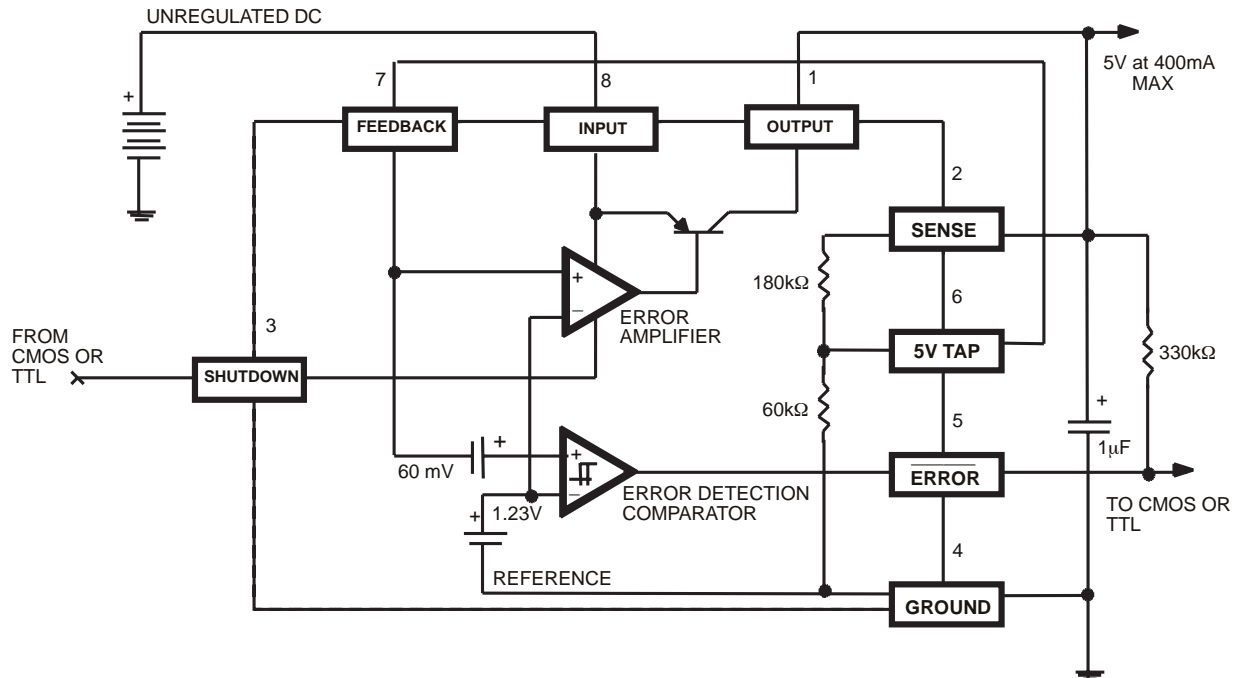 UNREGULATED DC
+
7
8
1
5V at 400mA
MAX
FEEDBACK
INPUT
OUTPUT
2
SENSE
180kΩ
6
+
−
ERROR
AMPLIFIER
3
FROM
CMOS OR
TTL
SHUTDOWN
5V TAP
330kΩ
60kΩ
5
+
1µF
60 mV
+
+
−
ERROR DETECTION
COMPARATOR
ERROR
TO CMOS OR
TTL
+
1.23V
4
REFERENCE
GROUND